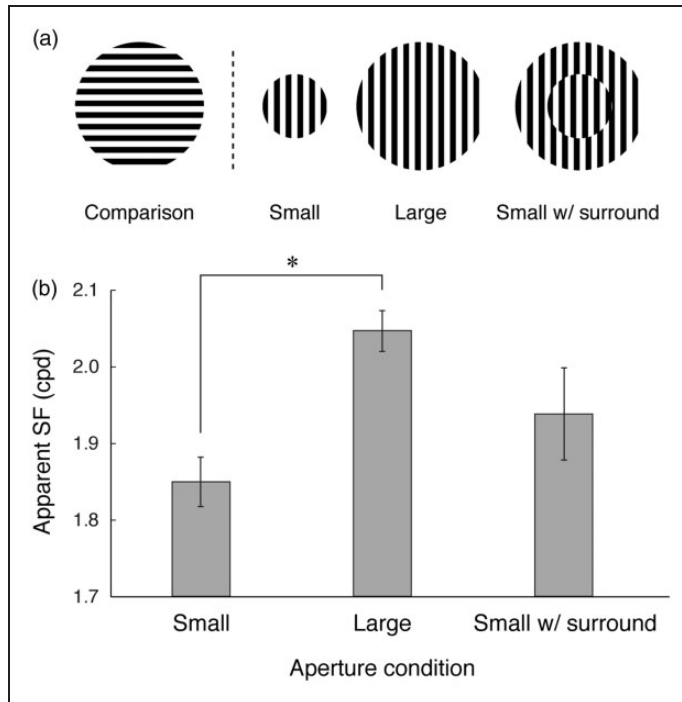 (a)
Comparison Small Large Small w/ surround
(b)
*
2.1
2.0
1.9
1.8
1.7
Apparent SF (cpd)
Small Large Small w/ surround
Aperture condition